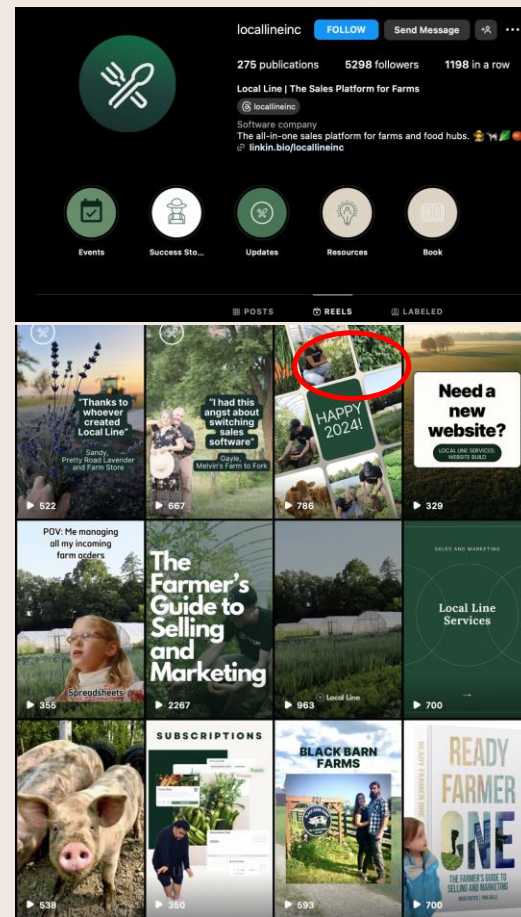 locallineinc FOLLOW Send Message
275 publications 5298 followers 1198 in a row
Local Line | The Sales Platform for Farms
locallineinc
Software company
The all-in-one sales platform for farms and food hubs.
linkin.bio/locallineinc
Events Success Sto... Updates Resources Book
POSTS REELS LABELED
"Thanks to
whoever
created
Local Line"
Sandy,
Pretty Road Lavender
and Farm Store
522
"I had this
angst about
switching
sales
software"
Gayle,
Melvin's Farm to Fork
667
HAPPY
2024!
786
Need a
new
website?
LOCAL LINE SERVICES:
WEBSITE BUILD
329
POV: Me managing
all my incoming
farm orders
Spreadsheets
355
The
Farmer's
Guide to
Selling
and
Marketing
2267
Local Line
963
SALES AND MARKETING
Local Line
Services
700
538
SUBSCRIPTIONS
350
BLACK BARN
FARMS
593
READY FARMER ONE
READY
FARMER
ONE
THE FARMER'S GUIDE TO
SELLING AND MARKETING
700